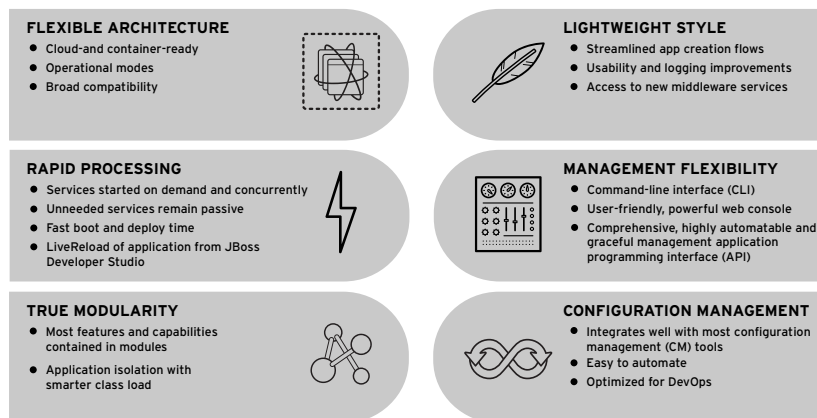 FLEXIBLE ARCHITECTURE
Cloud-and container-ready
Operational modes
Broad compatibility
LIGHTWEIGHT STYLE
Streamlined app creation flows
Usability and logging improvements
Access to new middleware services
RAPID PROCESSING
Services started on demand and concurrently
Unneeded services remain passive
Fast boot and deploy time
LiveReload of application from JBoss
Developer Studio
MANAGEMENT FLEXIBILITY
Command-line interface (CLI)
User-friendly, powerful web console
Comprehensive, highly automatable and
graceful management application
programming interface (API)
TRUE MODULARITY
Most features and capabilities
contained in modules
Application isolation with
smarter class load
CONFIGURATION MANAGEMENT
Integrates well with most configuration
management (CM) tools
Easy to automate
Optimized for DevOps